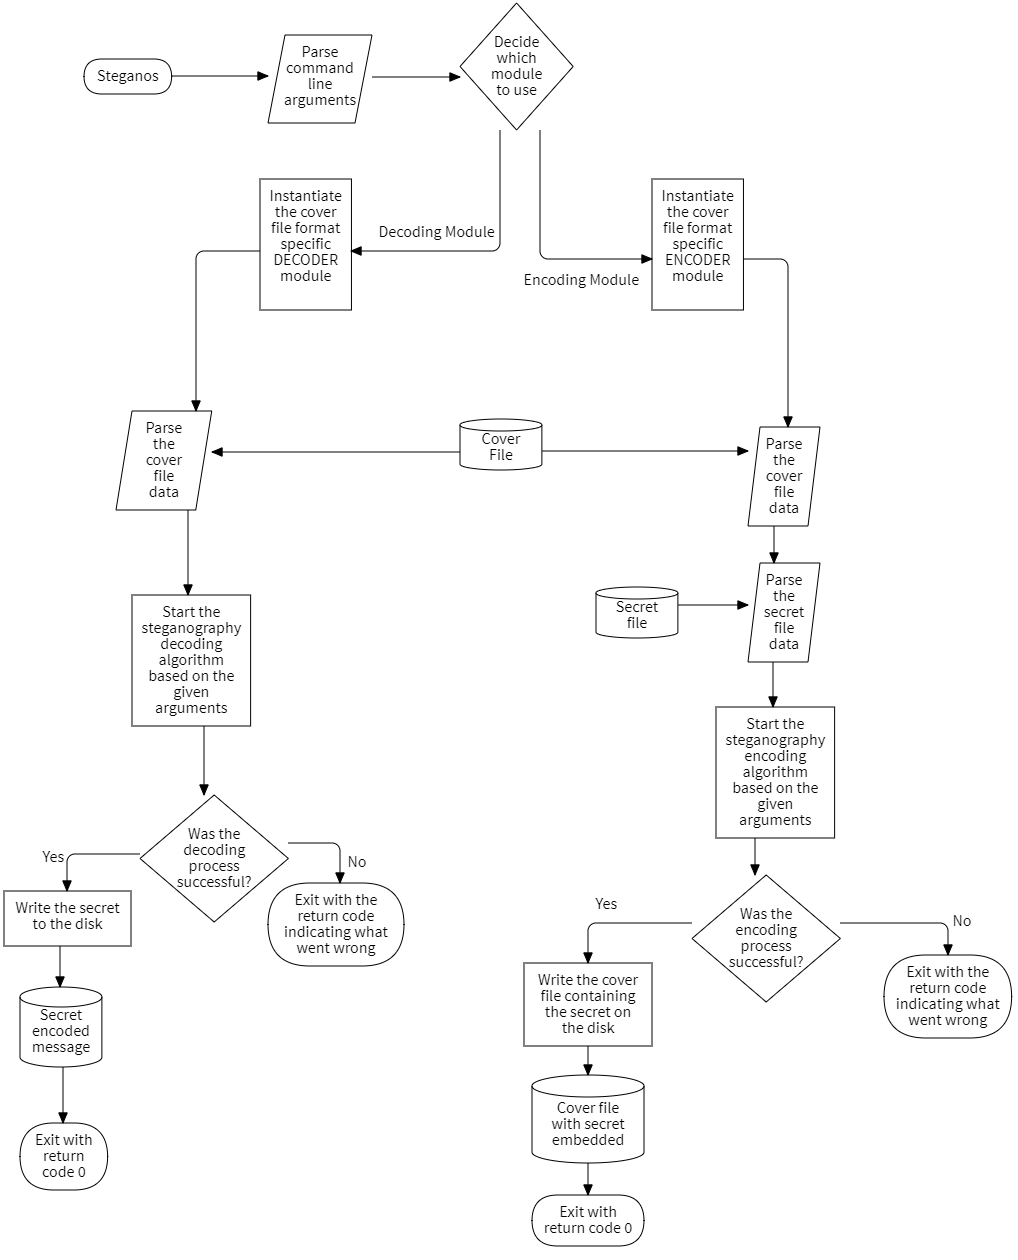 Steganos
Parse
command
line
arguments
Decide
which
module
to use
Instantiate
the cover
file format
specific
DECODER
module
Decoding Module
Encoding Module
Instantiate
the cover
file format
specific
ENCODER
module
Parse
the
cover
file
data
Cover
File
Parse
the
cover
file
data
Secret
file
Parse
the
secret
file
data
Start the
steganography
decoding
algorithm
based on the
given
arguments
Start the
steganography
encoding
algorithm
based on the
given
arguments
Was the
decoding
process
successful?
Yes
No
Write the secret
to the disk
Exit with the
return code
indicating what
went wrong
Secret
encoded
message
Exit with
return
code 0
Was the
encoding
process
successful?
Yes
No
Write the cover
file containing
the secret on
the disk
Exit with the
return code
indicating what
went wrong
Cover file
with secret
embedded
Exit with
return code 0